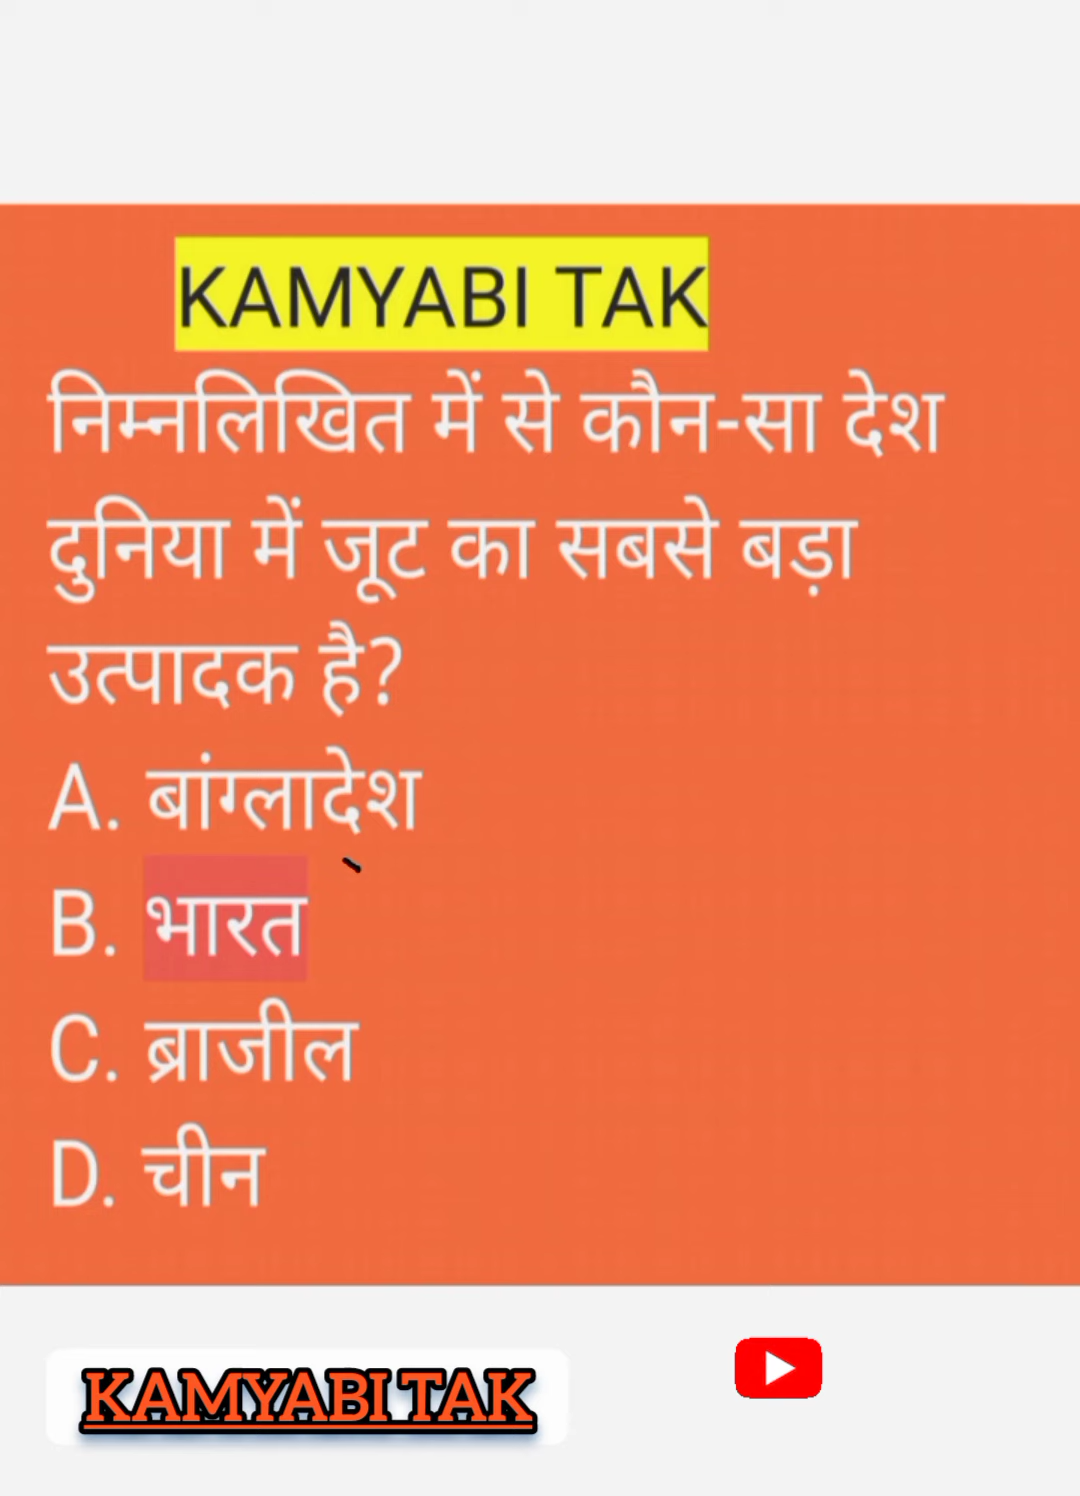 KAMYABI TAK
निम्नलिखित में से कौन-सा देश
दुनिया में जूट का सबसे बड़ा
उत्पादक है?
A. बांग्लादेश
B. भारत
C. ब्राजील
D. चीन
KAMYABI TAK